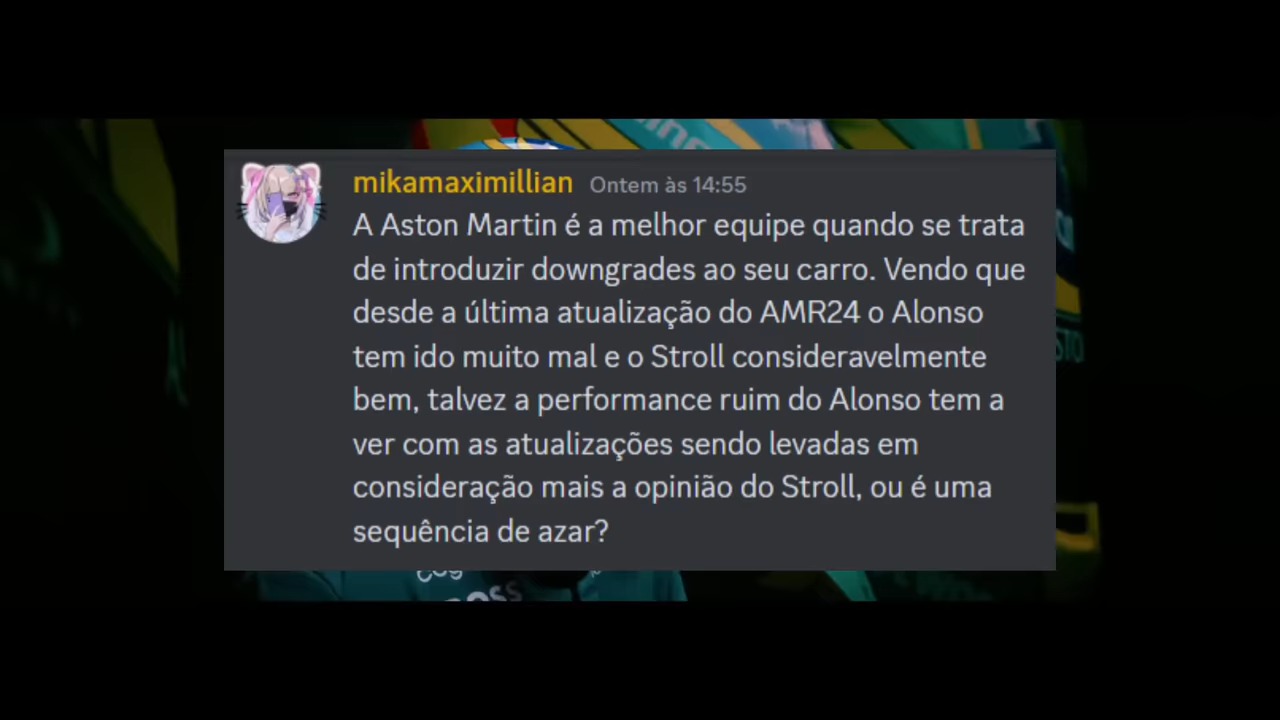 mikamaximillian Ontem às 14:55
A Aston Martin é a melhor equipe quando se trata
de introduzir downgrades ao seu carro. Vendo que
desde a última atualização do AMR24 o Alonso
tem ido muito mal e o Stroll consideravelmente
bem, talvez a performance ruim do Alonso tem a
ver com as atualizações sendo levadas em
consideração mais a opinião do Stroll, ou é uma
sequência de azar?